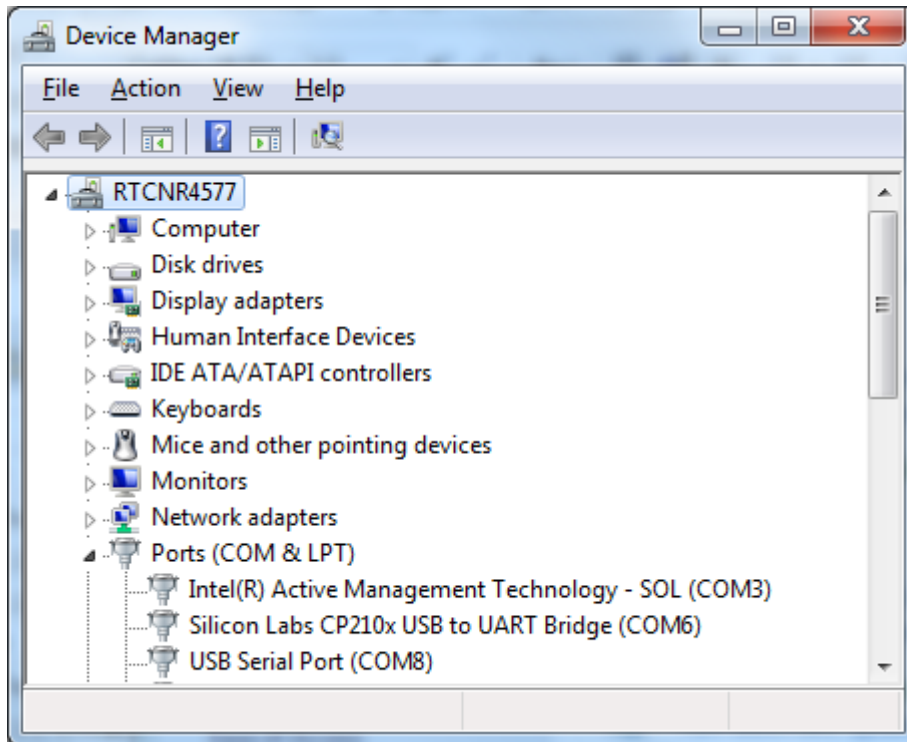 Device Manager
File Action View Help
RTCNR4577
Computer
Disk drives
Display adapters
Human Interface Devices
IDE ATA/ATAPI controllers
Keyboards
Mice and other pointing devices
Monitors
Network adapters
Ports (COM & LPT)
Intel(R) Active Management Technology - SOL (COM3)
Silicon Labs CP210x USB to UART Bridge (COM6)
USB Serial Port (COM8)